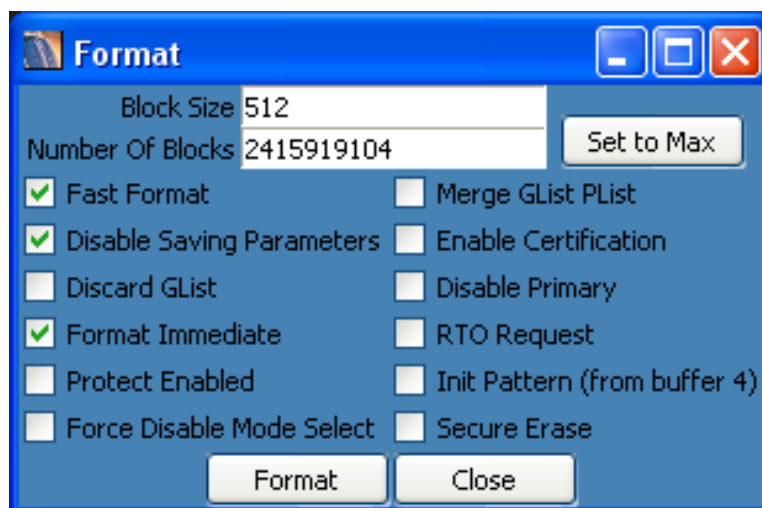 Format
Block Size 512
Number Of Blocks 2415919104
Set to Max
Fast Format Merge GList PList
Disable Saving Parameters Enable Certification
Discard GList Disable Primary
Format Immediate RTO Request
Protect Enabled Init Pattern (from buffer 4)
Force Disable Mode Select Secure Erase
Format Close